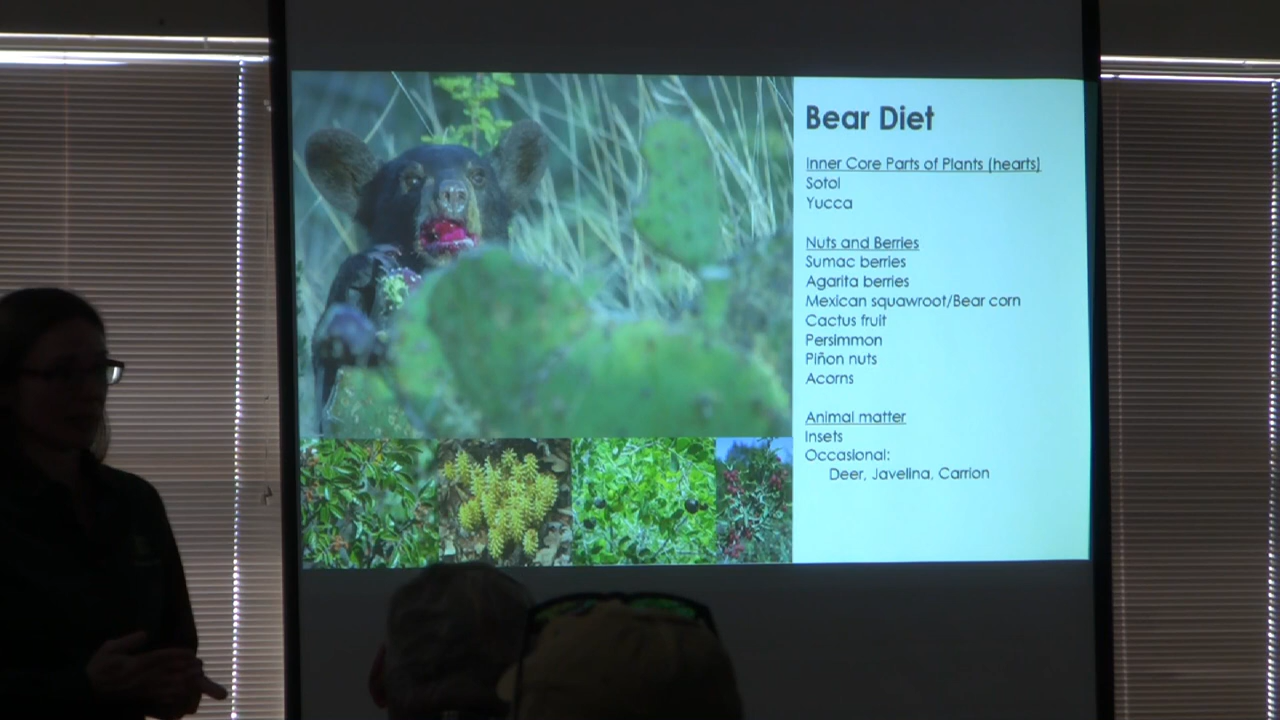 Bear Diet
Inner Core Parts of Plants (hearts)
Sotol
Yucca
Nuts and Berries
Sumac berries
Agarita berries
Mexican squawroot/Bear corn
Cactus fruit
Persimmon
Piñon nuts
Acorns
Animal matter
Insets
Occasional:
Deer, Javelina, Carrion